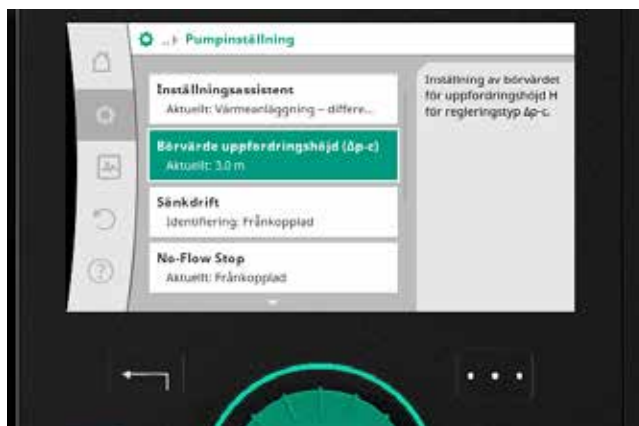 ..▸ Pumpinställning
Inställningsassistent
Aktuellt: Värmeanläggning – differe...
Börvärde uppfordringshöjd (Δp-c)
Aktuellt: 3.0 m
Sänkdrift
Identifiering: Frånkopplad
No-Flow Stop
Aktuellt: Frånkopplad
Inställning av börvärdet
för uppfordringshöjd H
för regleringstyp Δp-c.